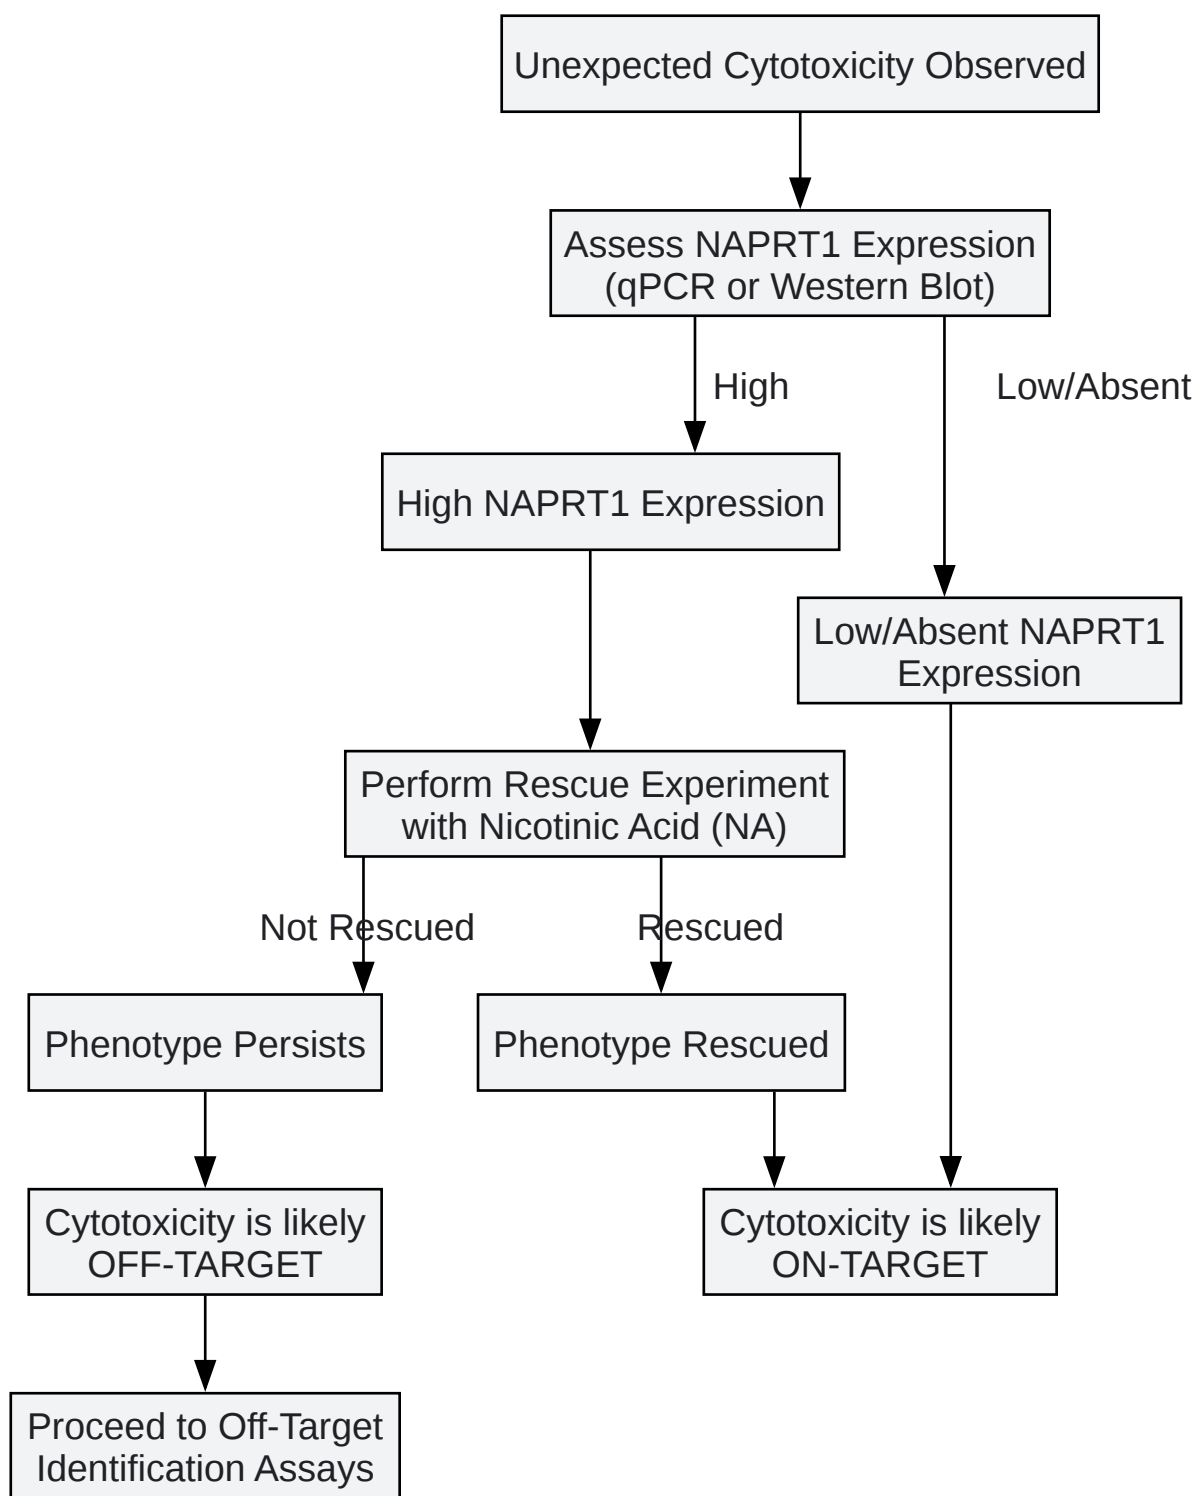 Unexpected Cytotoxicity Observed
Assess NAPRT1 Expression
(qPCR or Western Blot)
High
Low/Absent
High NAPRT1 Expression
Low/Absent NAPRT1
Expression
Perform Rescue Experiment
with Nicotinic Acid (NA)
Not Rescued
Rescued
Phenotype Persists
Phenotype Rescued
Cytotoxicity is likely
OFF-TARGET
Cytotoxicity is likely
ON-TARGET
Proceed to Off-Target
Identification Assays